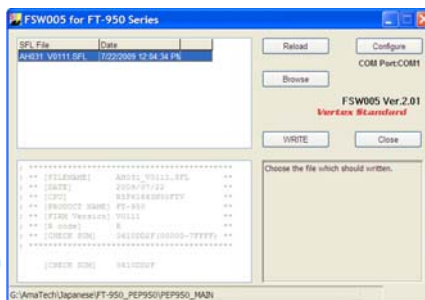 FSW005 for FT-950 Series
SFL File Date
AH031_V0111.SFL 7/22/2009 12:04:34 PM
Reload Configure
COM Port:COM1
Browse
FSW005 Ver.2.01
Vertex Standard
WRITE Close
; ************************************************
; ** [FILENAME] AH031_V0111.SFL **
; ** [DATE] 2009/07/22 **
; ** [CPU] **
; ** [PRODUCT NAME] FT-950 **
; ** [FIRM Version] V0111 **
; ** **
; ** [CHECK SUM] **
; ************************************************
[CHECK SUM]
Choose the file which should written.
G:\AmaTech\Japanese\FT-950_PEP950\PEP950_MAIN